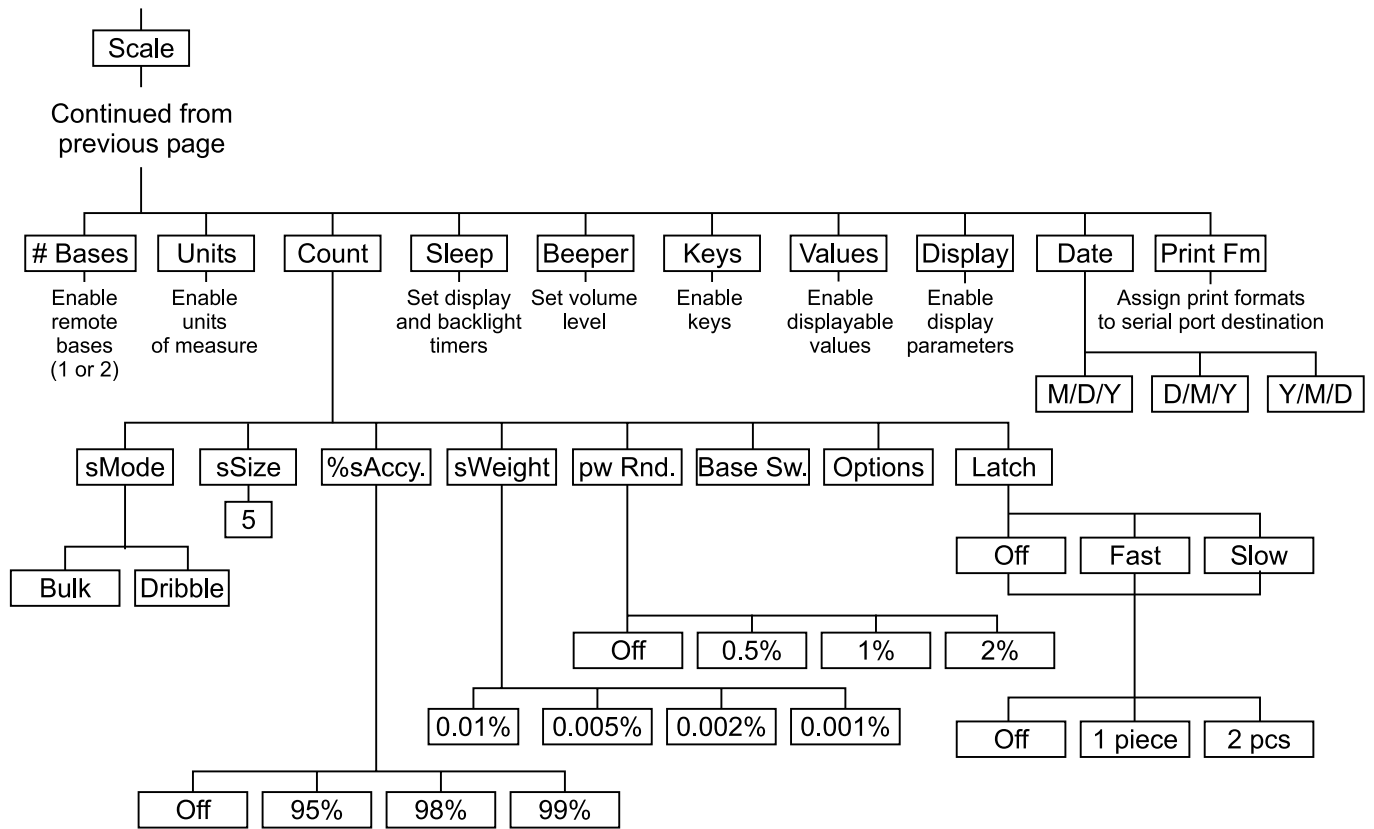 Scale
Continued from
previous page
# Bases
Units
Count
Sleep
Beeper
Keys
Values
Display
Date
Print Fm
Enable
remote
bases
(1 or 2)
Enable
units
of measure
Set display
and backlight
timers
Set volume
level
Enable
keys
Enable
displayable
values
Enable
display
parameters
Assign print formats
to serial port destination
M/D/Y
D/M/Y
Y/M/D
sMode
sSize
%sAccy.
sWeight
pw Rnd.
Base Sw.
Options
Latch
5
Bulk
Dribble
Off
Fast
Slow
Off
0.5%
1%
2%
0.01%
0.005%
0.002%
0.001%
Off
1 piece
2 pcs
Off
95%
98%
99%